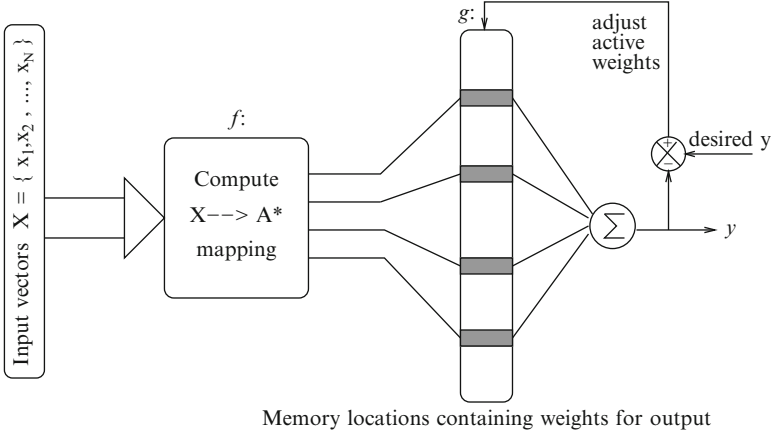 Input vectors X = { x1,x2 , ..., xN }
f:
Compute
X--> A*
mapping
g:
adjust
active
weights
+
−
desired y
Σ
y
Memory locations containing weights for output